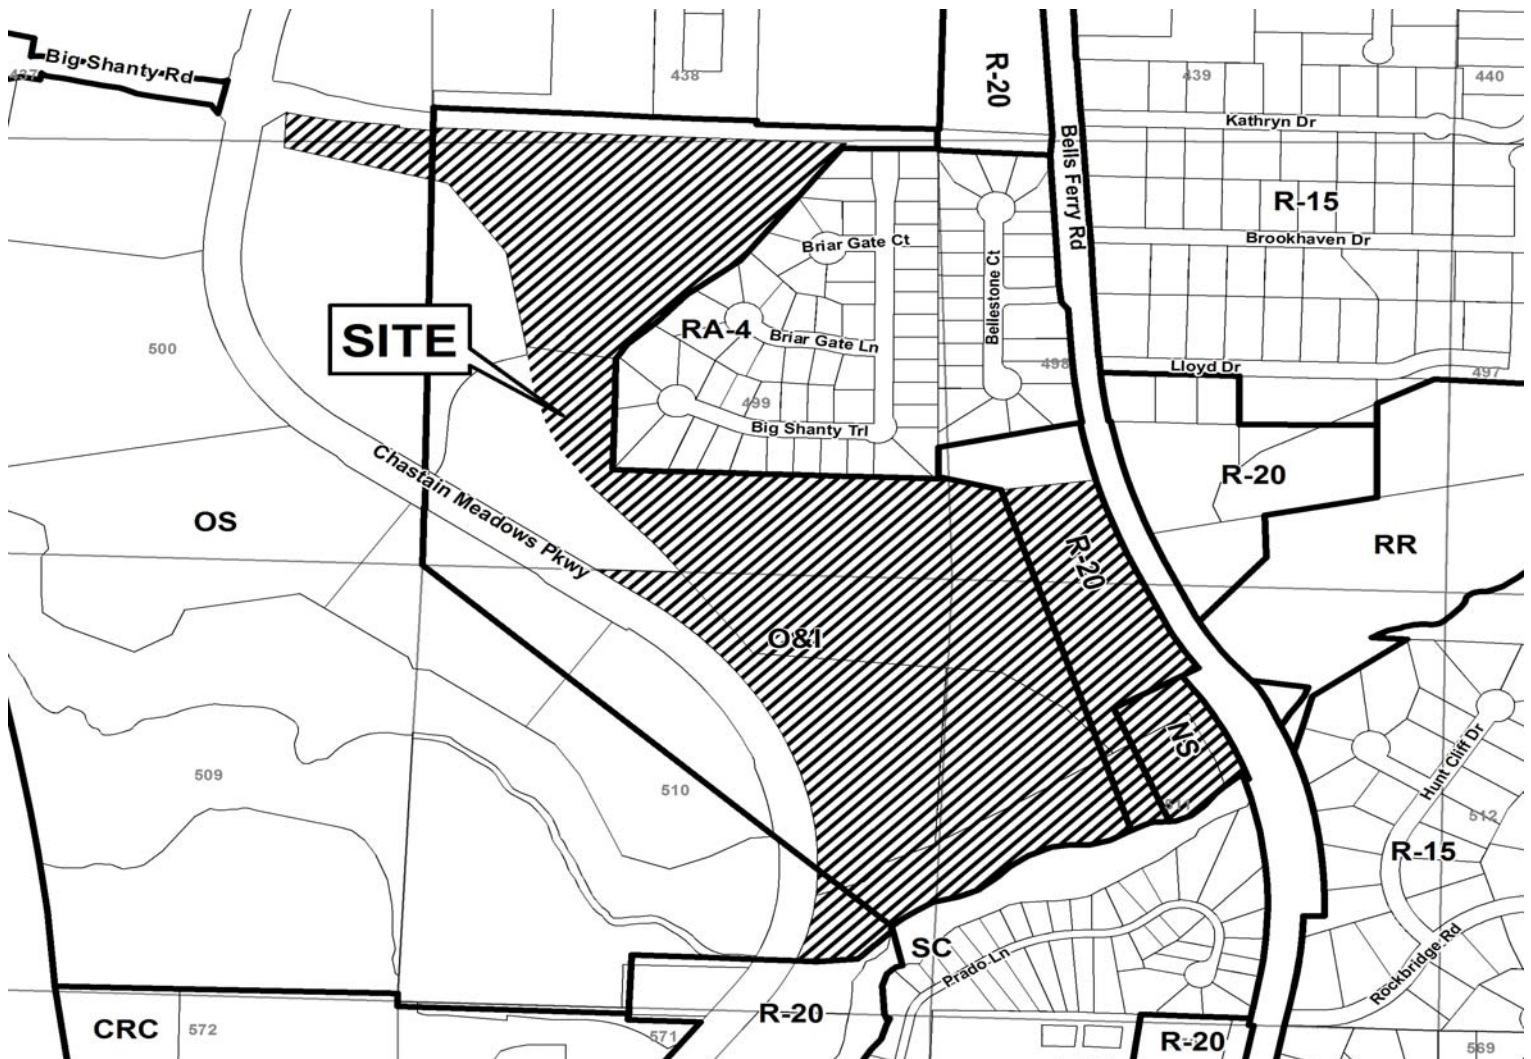 Big Shanty Rd
437
438
R-20
439
440
Kathryn Dr
Bells Ferry Rd
R-15
Briar Gate Ct
Brookhaven Dr
Bellestone Ct
SITE
500
RA-4
Briar Gate Ln
498
Lloyd Dr
497
499
Big Shanty Trl
Chastain Meadows Pkwy
R-20
OS
R-20
RR
O&I
NS
Hunt Cliff Dr
509
510
511
512
R-15
SC
Prado Ln
Rockbridge Rd
CRC
572
571
R-20
R-20
569